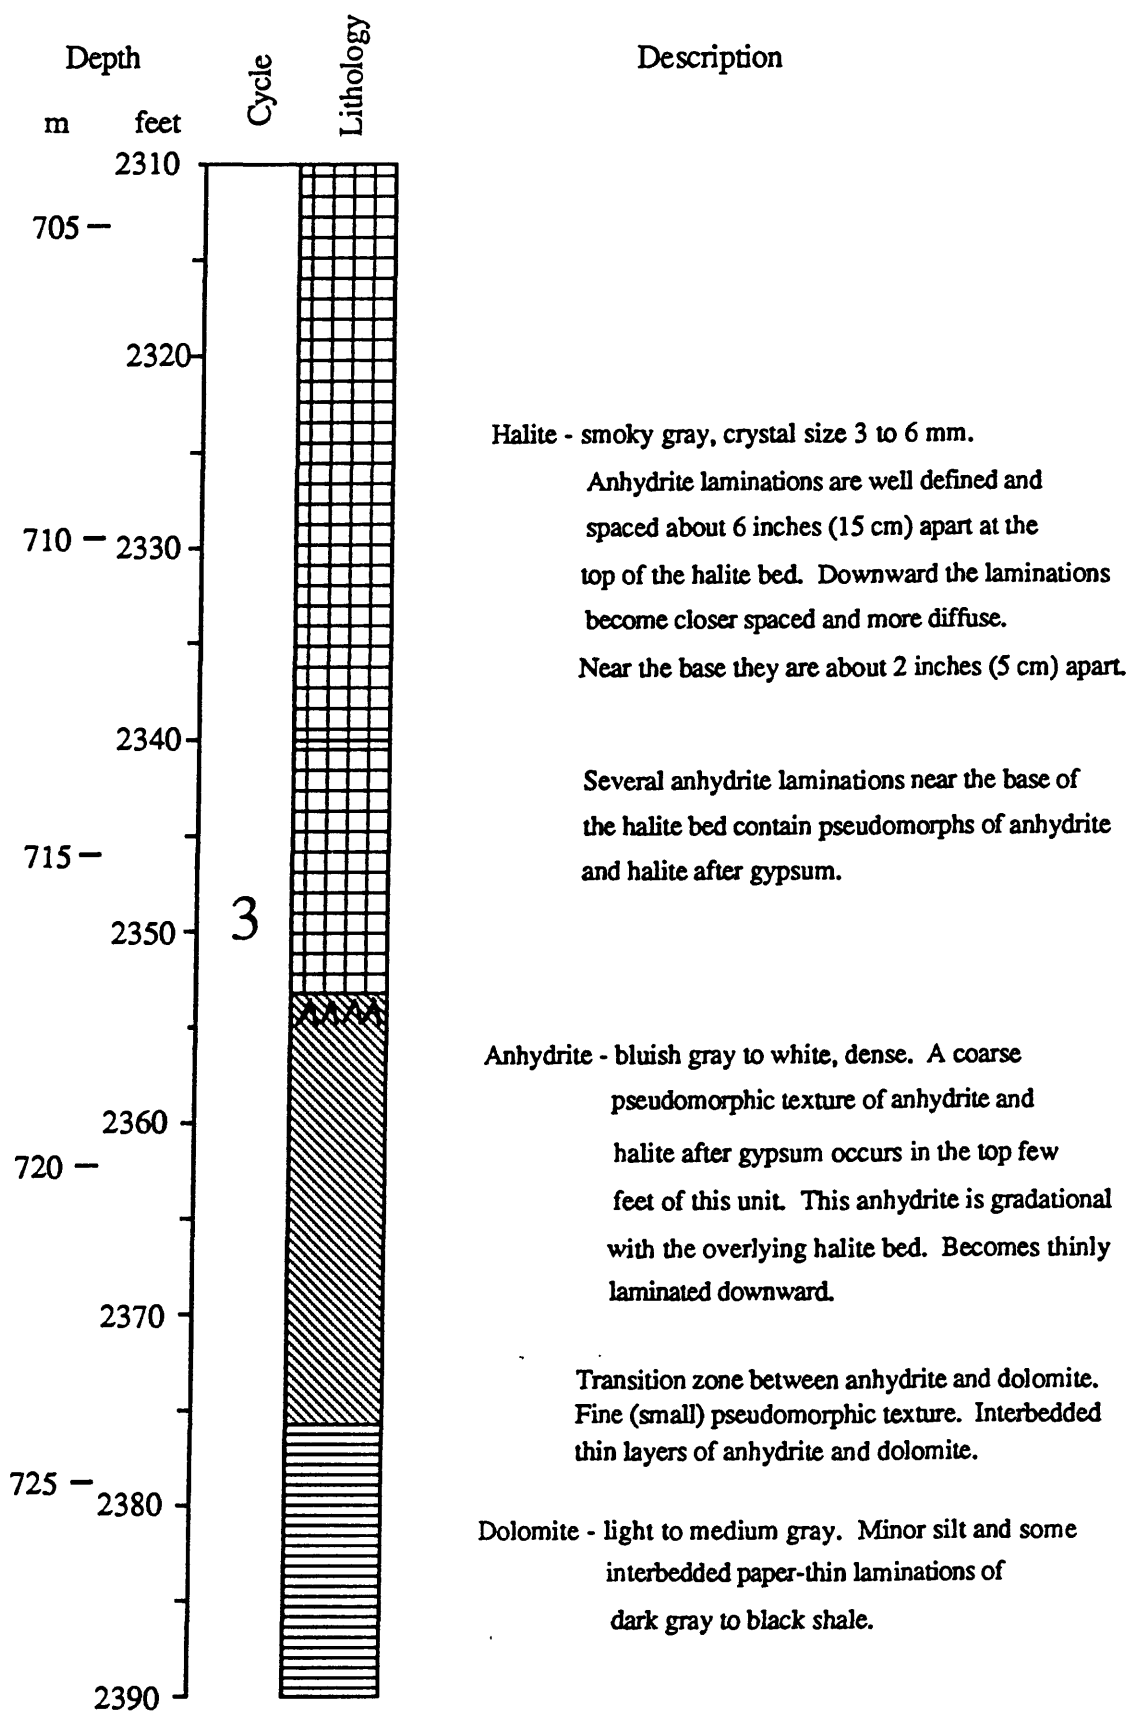 Depth
Cycle
Lithology
Description
m feet
2310
705
2320
Halite - smoky gray, crystal size 3 to 6 mm.
Anhydrite laminations are well defined and
spaced about 6 inches (15 cm) apart at the
710 2330
top of the halite bed. Downward the laminations
become closer spaced and more diffuse.
Near the base they are about 2 inches (5 cm) apart.
2340
Several anhydrite laminations near the base of
the halite bed contain pseudomorphs of anhydrite
715
and halite after gypsum.
3
2350
Anhydrite - bluish gray to white, dense. A coarse
pseudomorphic texture of anhydrite and
2360
halite after gypsum occurs in the top few
720
feet of this unit. This anhydrite is gradational
with the overlying halite bed. Becomes thinly
laminated downward.
2370
Transition zone between anhydrite and dolomite.
Fine (small) pseudomorphic texture. Interbedded
thin layers of anhydrite and dolomite.
725
2380
Dolomite - light to medium gray. Minor silt and some
interbedded paper-thin laminations of
dark gray to black shale.
2390